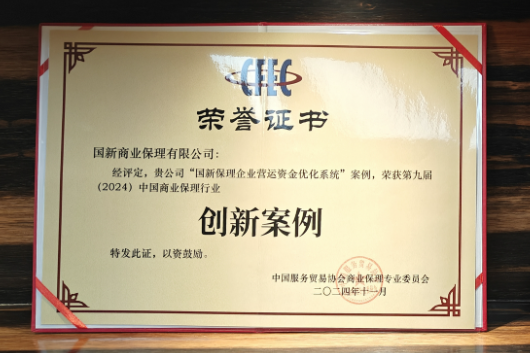 CFEC
荣誉证书
国新商业保理有限公司:
经评定,贵公司“国新保理企业营运资金优化系统”案例,荣获第九届
(2024)中国商业保理行业
创新案例
特发此证,以资鼓励。
中国服务贸易协会商业保理专业委员会
二〇二四年十一月